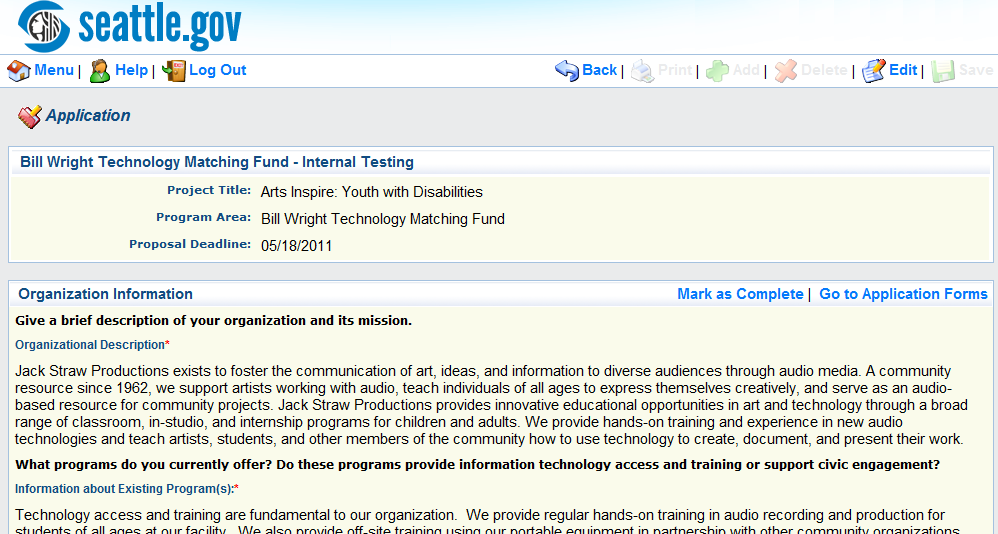 seattle.gov
Menu | Help | Log Out Back | Print | Add | Delete | Edit | Save
Application
Bill Wright Technology Matching Fund - Internal Testing
Project Title: Arts Inspire: Youth with Disabilities
Program Area: Bill Wright Technology Matching Fund
Proposal Deadline: 05/18/2011
Organization Information Mark as Complete | Go to Application Forms
Give a brief description of your organization and its mission.
Organizational Description*
Jack Straw Productions exists to foster the communication of art, ideas, and information to diverse audiences through audio media. A community
resource since 1962, we support artists working with audio, teach individuals of all ages to express themselves creatively, and serve as an audio-
based resource for community projects. Jack Straw Productions provides innovative educational opportunities in art and technology through a broad
range of classroom, in-studio, and internship programs for children and adults. We provide hands-on training and experience in new audio
technologies and teach artists, students, and other members of the community how to use technology to create, document, and present their work.
What programs do you currently offer? Do these programs provide information technology access and training or support civic engagement?
Information about Existing Program(s):*
Technology access and training are fundamental to our organization. We provide regular hands-on training in audio recording and production for
students of all ages at our facility. We also provide off-site training using our portable equipment in partnership with other community organizations